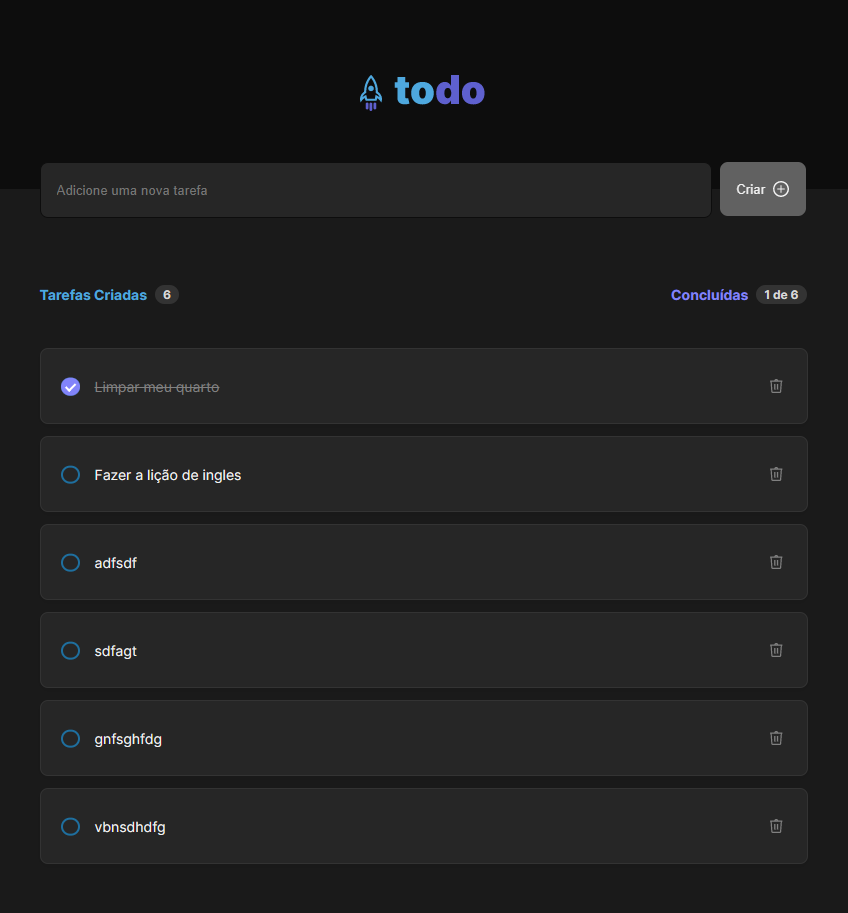 todo
Adicione uma nova tarefa
Criar
Tarefas Criadas 6
Concluídas 1 de 6
Limpar meu quarto
Fazer a lição de ingles
adfsdf
sdfagt
gnfsghfdg
vbnsdhdfg